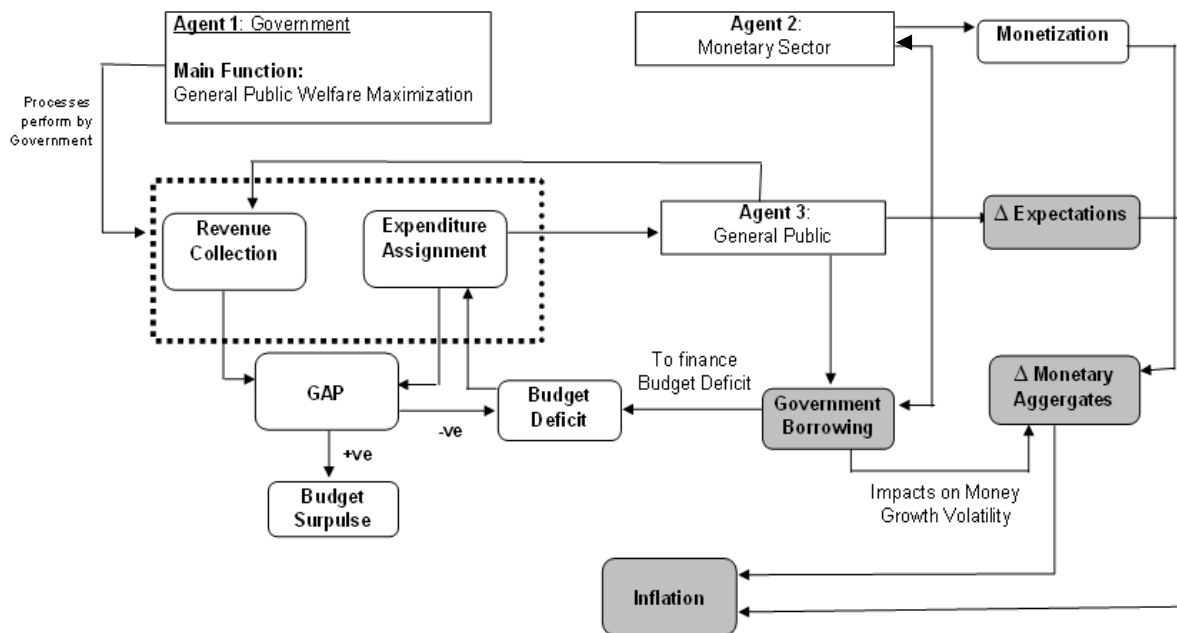 Agent 1: Government
Main Function:
General Public Welfare Maximization
Agent 2:
Monetary Sector
Monetization
Processes
perform by
Government
Revenue
Collection
Expenditure
Assignment
Agent 3:
General Public
Δ Expectations
GAP
-ve
+ve
Budget
Deficit
To finance
Budget Deficit
Government
Borrowing
Δ Monetary
Aggergates
Budget
Surpulse
Impacts on Money
Growth Volatility
Inflation